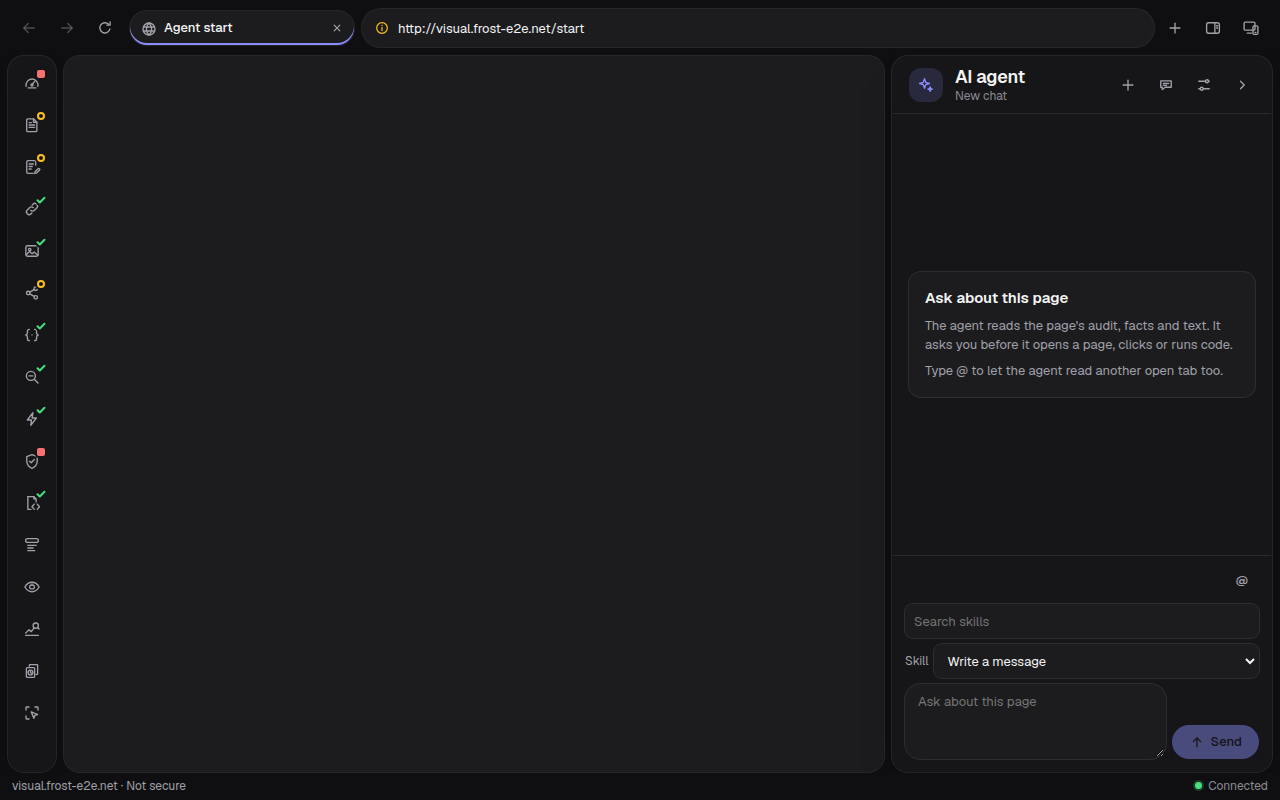 Agent start
http://visual.frost-e2e.net/start
AI agent
New chat
Ask about this page
The agent reads the page's audit, facts and text. It
asks you before it opens a page, clicks or runs code.
Type @ to let the agent read another open tab too.
@
Search skills
Skill
Write a message
Ask about this page
Send
visual.frost-e2e.net · Not secure
Connected